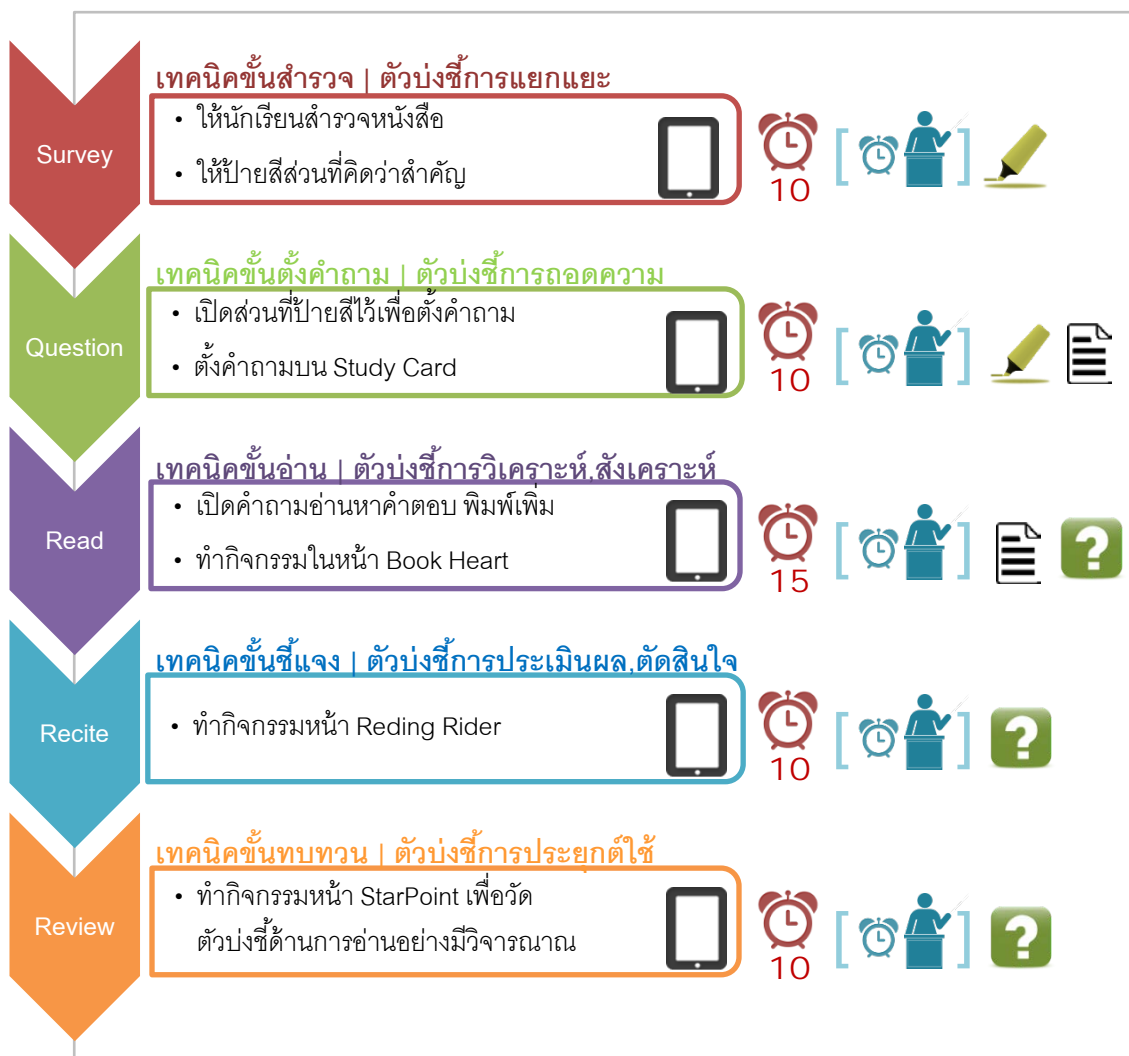 เทคนิคขั้นสำรวจ | ตัวบ่งชี้การแยกแยะ
Survey
• ให้นักเรียนสำรวจหนังสือ
• ให้ป้ายสีส่วนที่คิดว่าสำคัญ
10
เทคนิคขั้นตั้งคำถาม | ตัวบ่งชี้การถอดความ
Question
• เปิดส่วนที่ป้ายสีไว้เพื่อตั้งคำถาม
• ตั้งคำถามบน Study Card
10
เทคนิคขั้นอ่าน | ตัวบ่งชี้การวิเคราะห์,สังเคราะห์
Read
• เปิดคำถามอ่านหาคำตอบ พิมพ์เพิ่ม
• ทำกิจกรรมในหน้า Book Heart
15
เทคนิคขั้นชี้แจง | ตัวบ่งชี้การประเมินผล,ตัดสินใจ
Recite
• ทำกิจกรรมหน้า Reding Rider
10
เทคนิคขั้นทบทวน | ตัวบ่งชี้การประยุกต์ใช้
Review
• ทำกิจกรรมหน้า StarPoint เพื่อวัด
ตัวบ่งชี้ด้านการอ่านอย่างมีวิจารณาณ
10